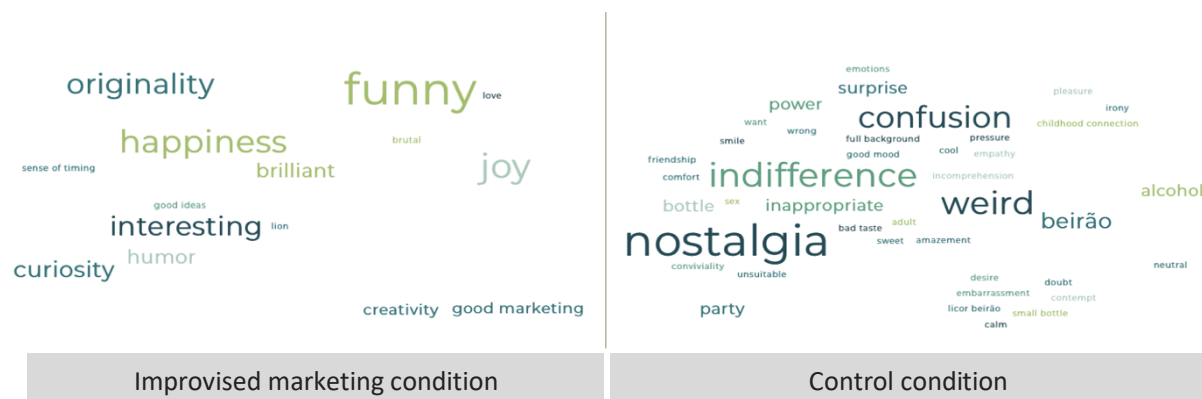 originality
funny
love
happiness
brutal
sense of timing
brilliant
joy
good ideas
interesting
lion
humor
curiosity
creativity
good marketing
Improvised marketing condition
emotions
surprise
pleasure
power
confusion
irony
want
wrong
childhood connection
smile
full background
pressure
good mood
cool
empathy
friendship
comfort
indifference
incomprehension
alcohol
bottle
sex
inappropriate
weird
beirão
adult
nostalgia
bad taste
sweet
amazement
conviviality
unsuitable
neutral
desire
doubt
embarrassment
contempt
party
licor beirão
small bottle
calm
Control condition